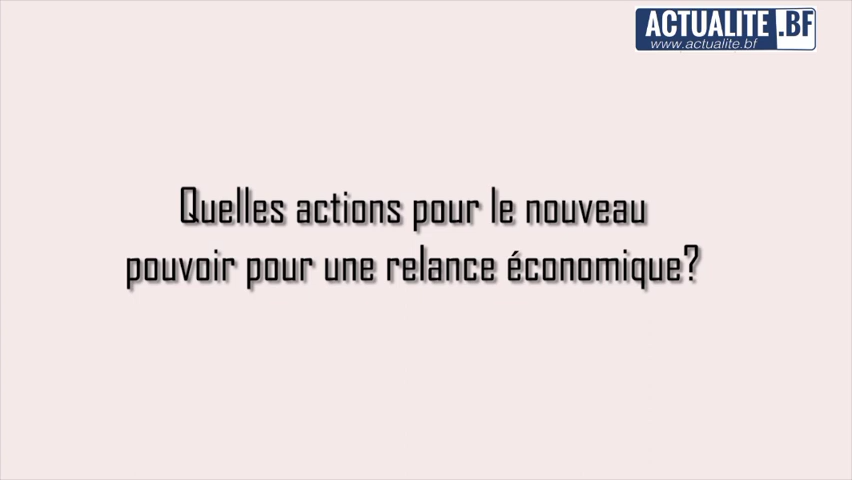 ACTUALITE .BF
www.actualite.bf
Quelles actions pour le nouveau
pouvoir pour une relance économique?